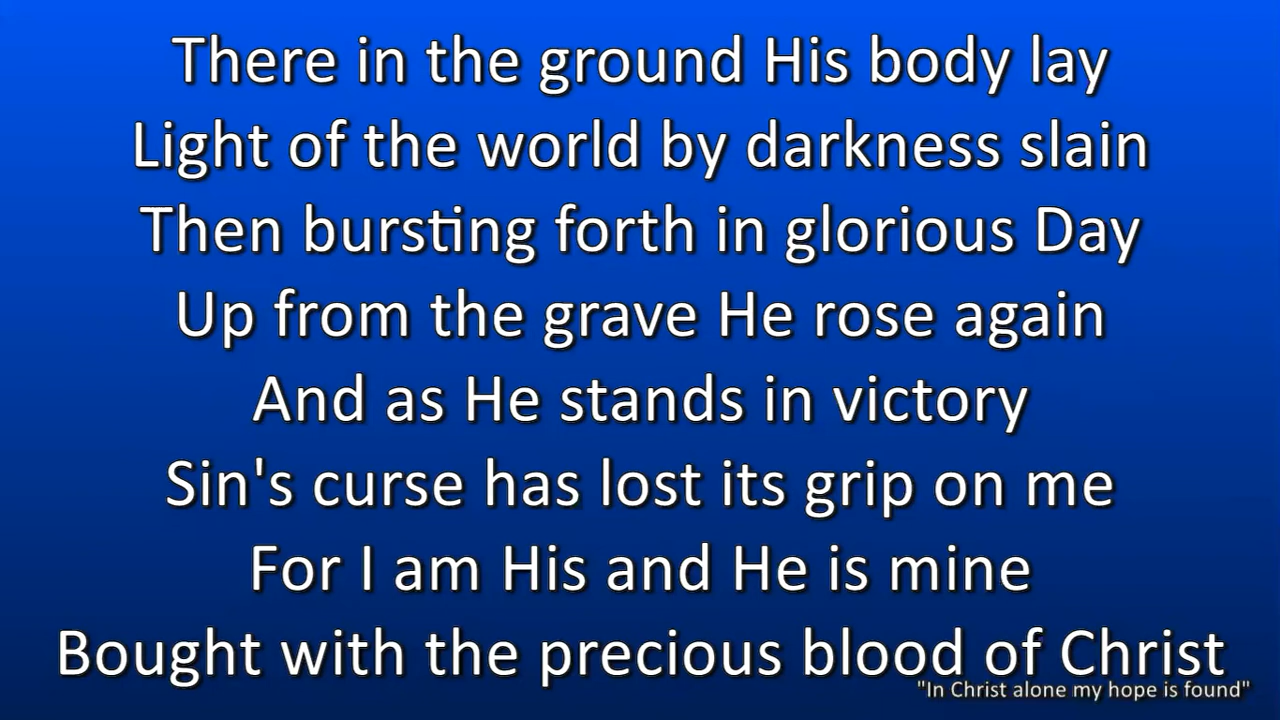 There in the ground His body lay
Light of the world by darkness slain
Then bursting forth in glorious Day
Up from the grave He rose again
And as He stands in victory
Sin's curse has lost its grip on me
For I am His and He is mine
Bought with the precious blood of Christ
"In Christ alone my hope is found"